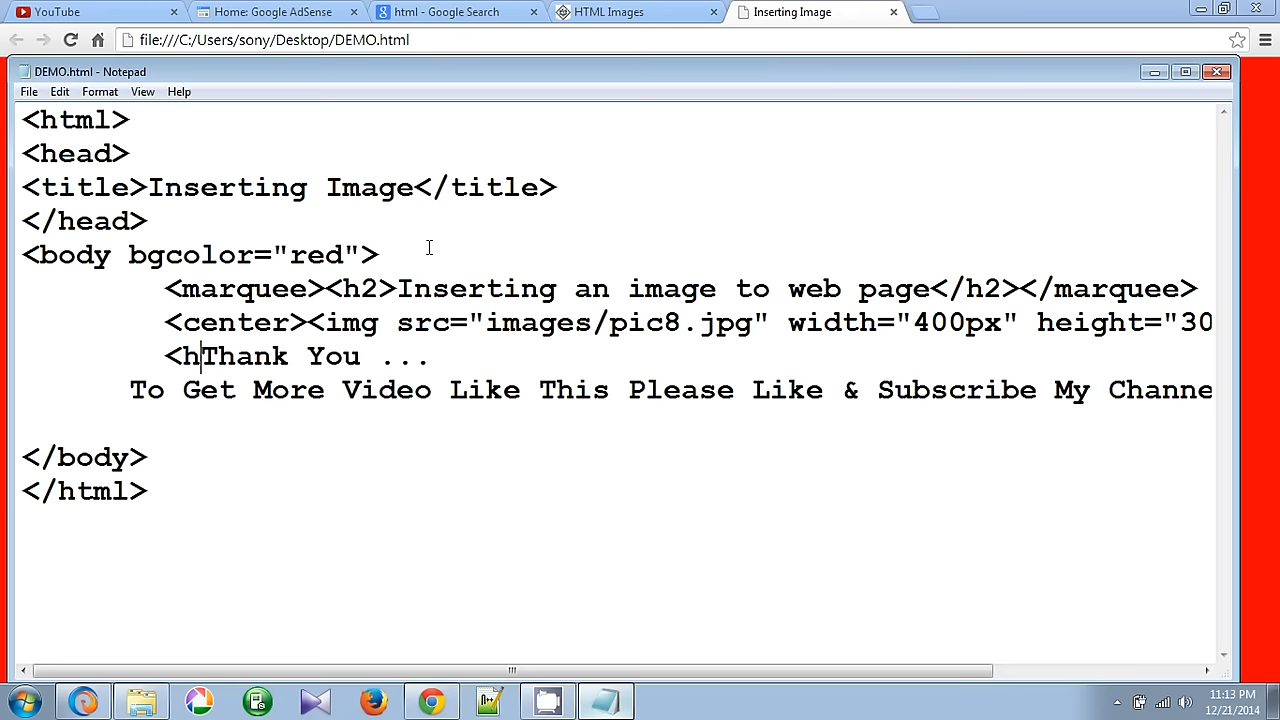 YouTube
Home: Google AdSense
html - Google Search
HTML Images
Inserting Image
file:///C:/Users/sony/Desktop/DEMO.html
DEMO.html - Notepad
File Edit Format View Help
<html>
<head>
<title>Inserting Image</title>
</head>
<body bgcolor="red">
<marquee><h2>Inserting an image to web page</h2></marquee>
<center><img src="images/pic8.jpg" width="400px" height="30
<hThank You ...
To Get More Video Like This Please Like & Subscribe My Channe
</body>
</html>
11:13 PM
12/21/2014